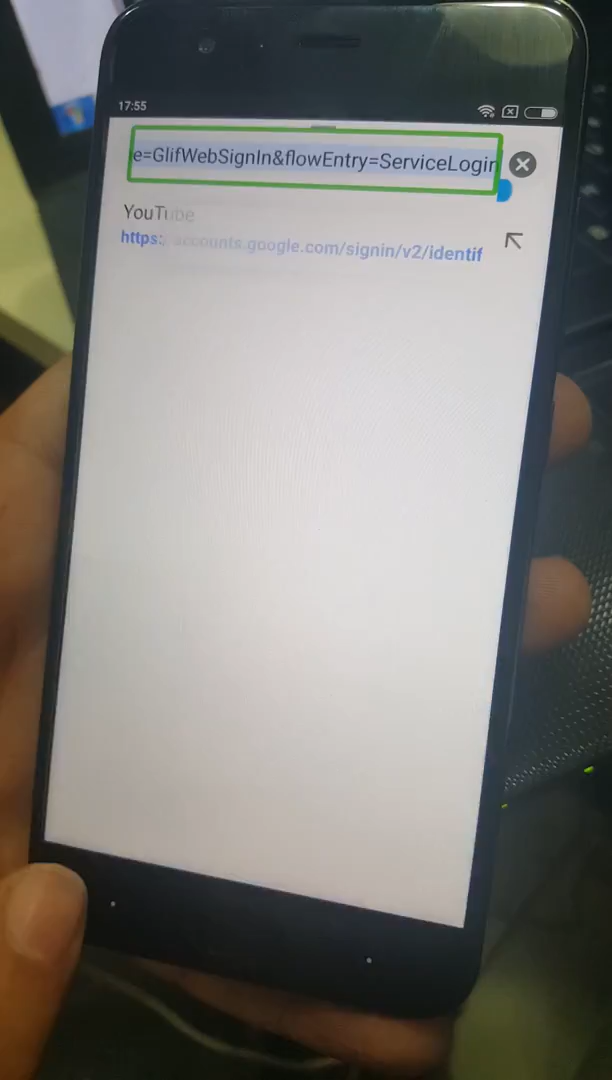 17:55
e=GlifWebSignIn&flowEntry=ServiceLogin
YouTube
https: accounts.google.com/signin/v2/identif